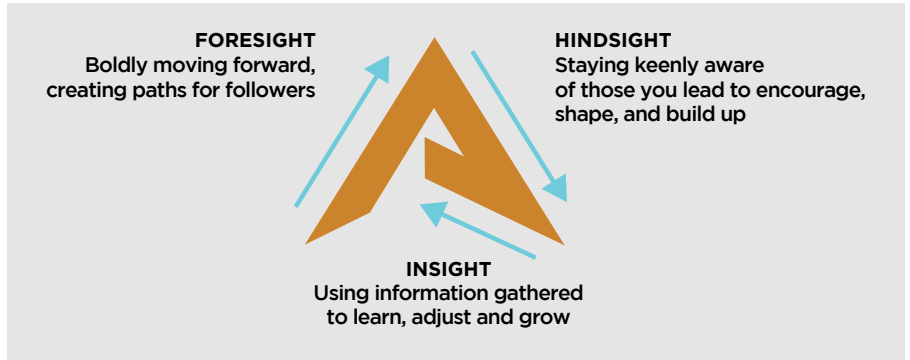 FORESIGHT
Boldly moving forward,
creating paths for followers
HINDSIGHT
Staying keenly aware
of those you lead to encourage,
shape, and build up
INSIGHT
Using information gathered
to learn, adjust and grow